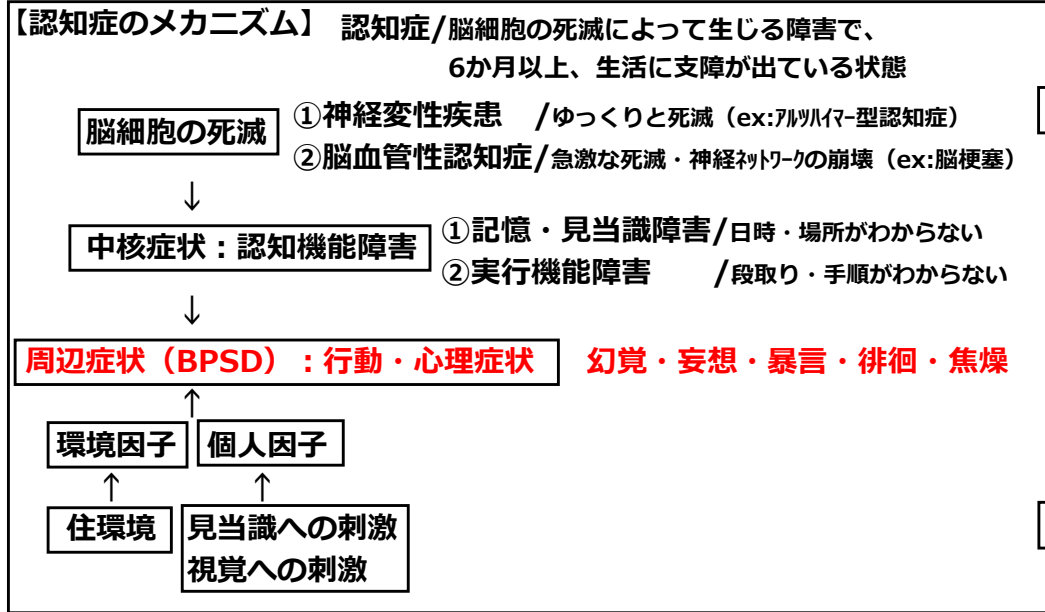 【認知症のメカニズム】 認知症/脳細胞の死滅によって生じる障害で、
6か月以上、生活に支障が出ている状態
脳細胞の死滅
①神経変性疾患 /ゆっくりと死滅（ex:ｱﾙﾂﾊｲﾏｰ型認知症）
②脳血管性認知症/急激な死滅・神経ﾈｯﾄﾜｰｸの崩壊（ex:脳梗塞）
↓
中核症状：認知機能障害
①記憶・見当識障害/日時・場所がわからない
②実行機能障害 /段取り・手順がわからない
↓
周辺症状（BPSD）：行動・心理症状 幻覚・妄想・暴言・徘徊・焦燥
↑
環境因子 個人因子
↑ ↑
住環境 見当識への刺激
視覚への刺激